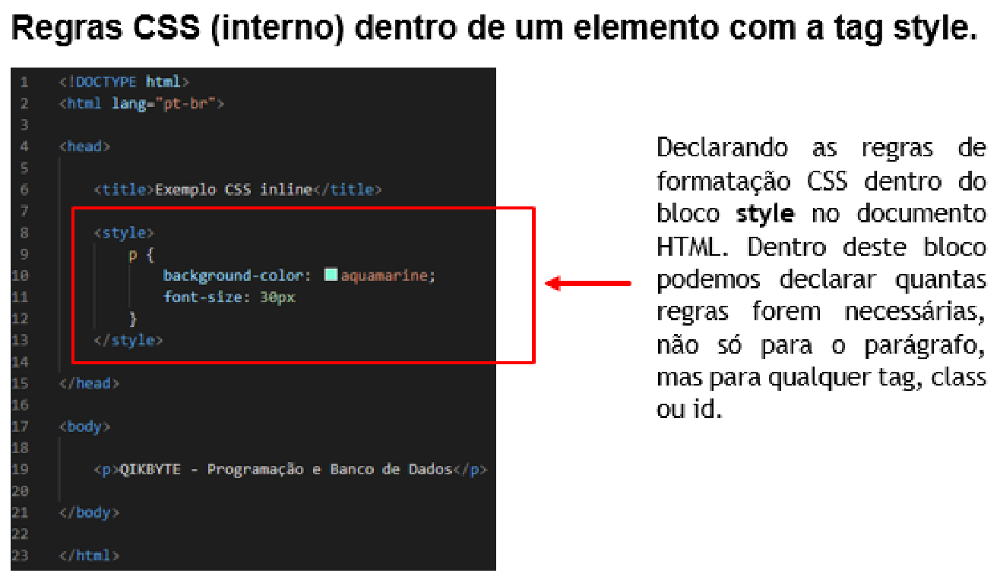 Regras CSS (interno) dentro de um elemento com a tag style.
1 <!DOCTYPE html>
2 <html lang="pt-br">
3
4 <head>
5
6 <title>Exemplo CSS inline</title>
7
8 <style>
9 p {
10 background-color: aquamarine;
11 font-size: 30px
12 }
13 </style>
14
15 </head>
16
17 <body>
18
19 <p>QIKBYTE - Programação e Banco de Dados</p>
20
21 </body>
22
23 </html>
Declarando as regras de
formatação CSS dentro do
bloco style no documento
HTML. Dentro deste bloco
podemos declarar quantas
regras forem necessárias,
não só para o parágrafo,
mas para qualquer tag, class
ou id.